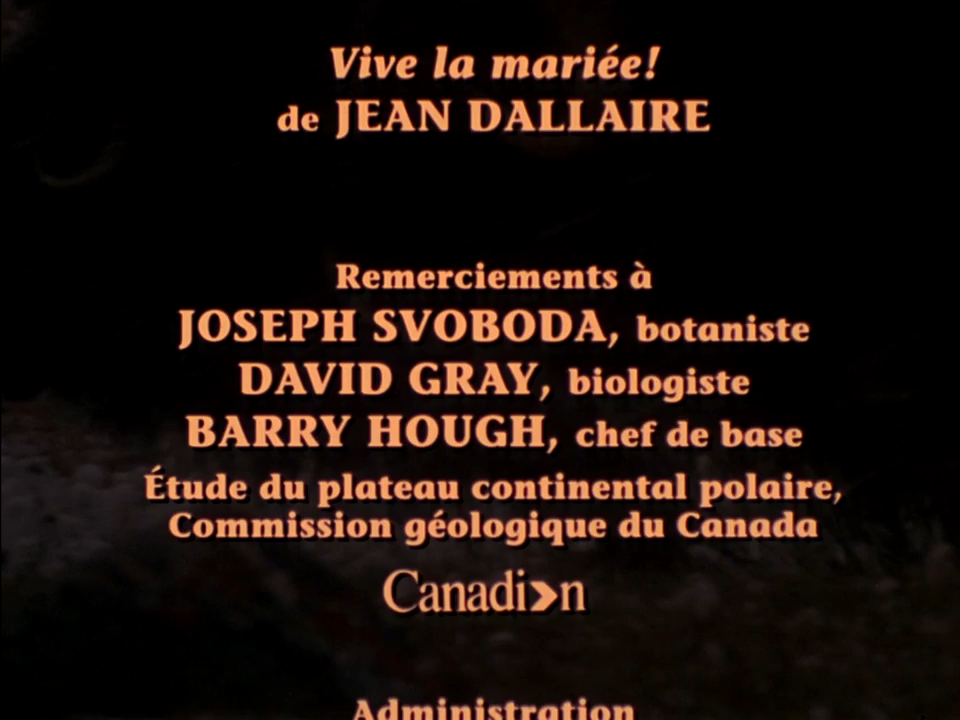 Vive la mariée!
de JEAN DALLAIRE
Remerciements à
JOSEPH SVOBODA, botaniste
DAVID GRAY, biologiste
BARRY HOUGH, chef de base
Étude du plateau continental polaire,
Commission géologique du Canada
Canadi›n
Administration